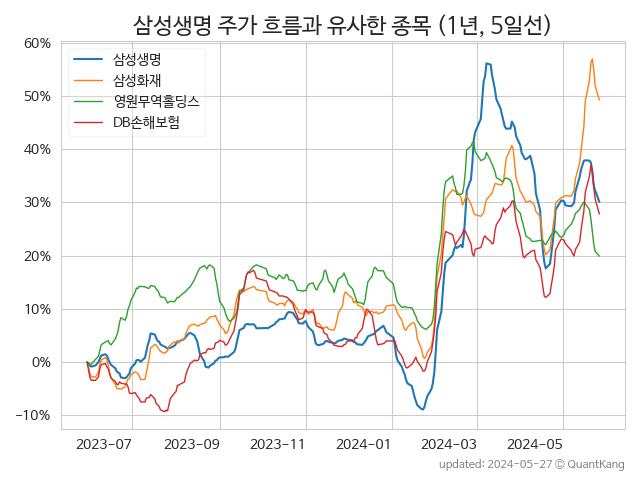 삼성생명 주가 흐름과 유사한 종목 (1년, 5일선)
삼성생명
삼성화재
영원무역홀딩스
DB손해보험
60%
50%
40%
30%
20%
10%
0%
−10%
2023−07
2023−09
2023−11
2024−01
2024−03
2024−05
updated: 2024−05−27 © QuantKang